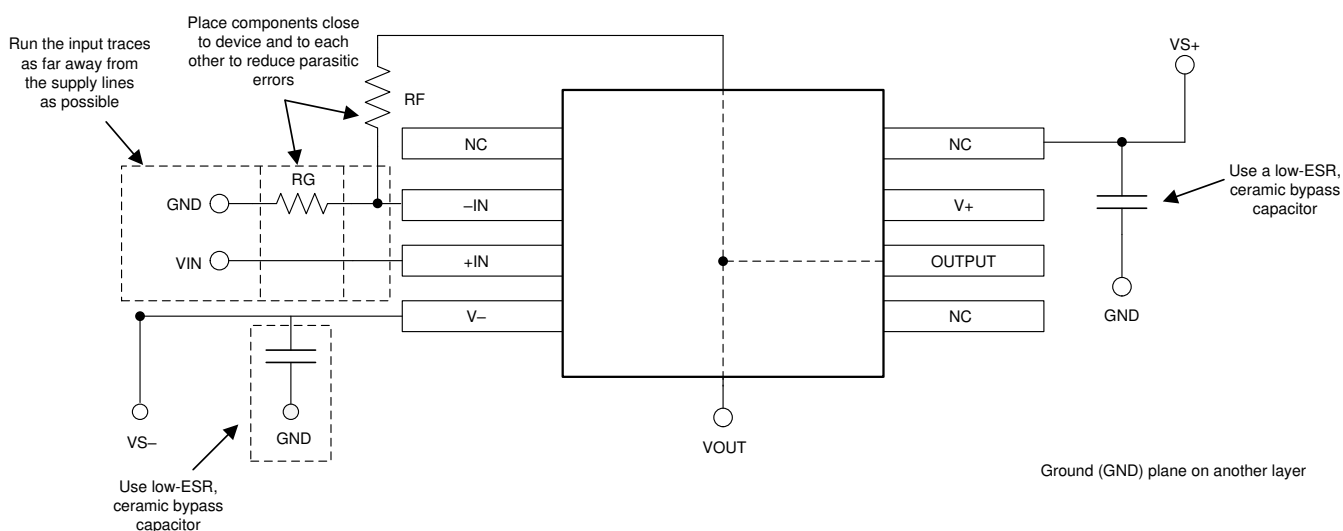 Run the input traces
as far away from
the supply lines
as possible
Place components close
to device and to each
other to reduce parasitic
errors
RF
RG
GND
VIN
NC
–IN
+IN
V–
NC
V+
OUTPUT
NC
VS+
Use a low-ESR,
ceramic bypass
capacitor
GND
VS–
GND
Use low-ESR,
ceramic bypass
capacitor
VOUT
Ground (GND) plane on another layer